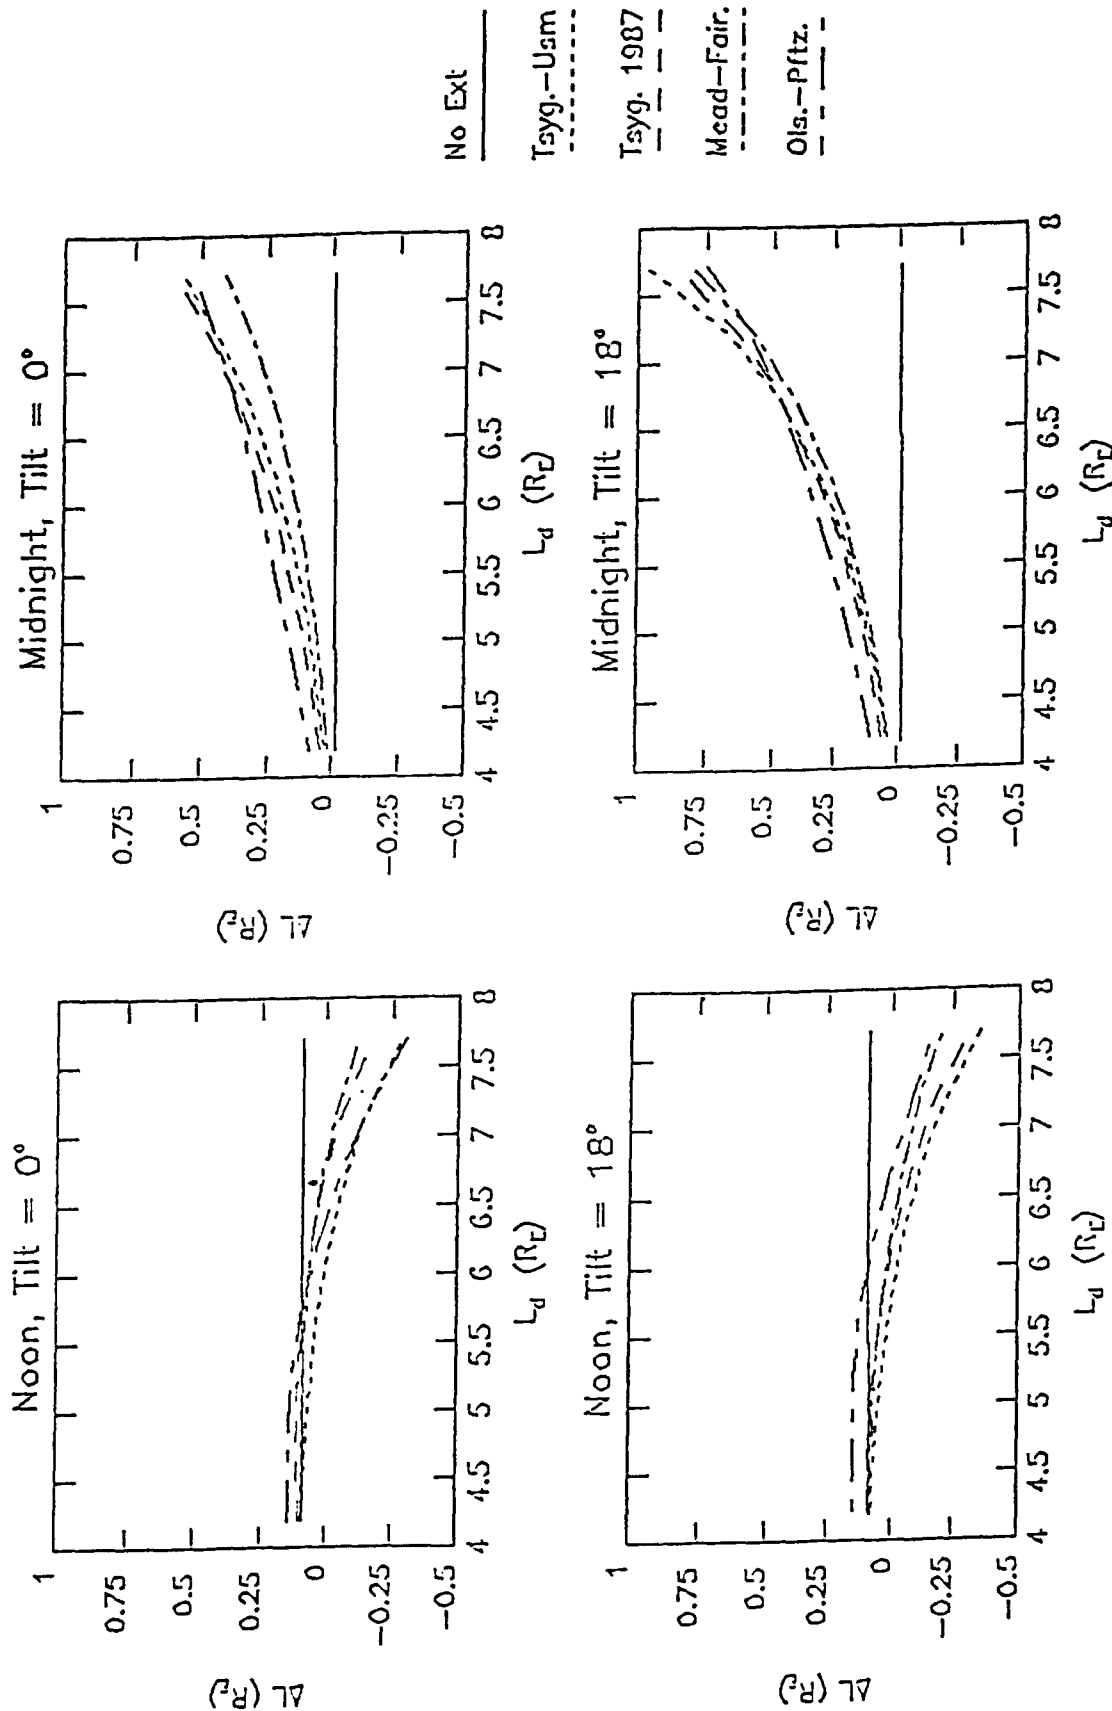 Noon, Tilt = 0°
1
0.75
0.5
0.25
0
−0.25
−0.5
ΔL (R_E)
4 4.5 5 5.5 6 6.5 7 7.5 8
L_d (R_E)
Midnight, Tilt = 0°
1
0.75
0.5
0.25
0
−0.25
−0.5
ΔL (R_E)
4 4.5 5 5.5 6 6.5 7 7.5 8
L_d (R_E)
Noon, Tilt = 18°
1
0.75
0.5
0.25
0
−0.25
−0.5
ΔL (R_E)
4 4.5 5 5.5 6 6.5 7 7.5 8
L_d (R_E)
Midnight, Tilt = 18°
1
0.75
0.5
0.25
0
−0.25
−0.5
ΔL (R_E)
4 4.5 5 5.5 6 6.5 7 7.5 8
L_d (R_E)
No Ext
Tsyg.−Usm
Tsyg. 1987
Mead−Fair.
Ols.−Pftz.